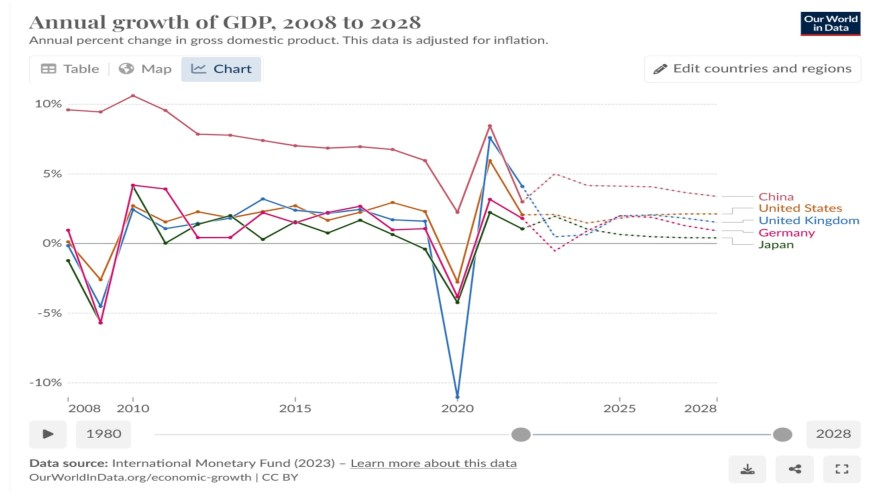 Annual growth of GDP, 2008 to 2028
Our World
in Data
Annual percent change in gross domestic product. This data is adjusted for inflation.
Table
Map
Chart
Edit countries and regions
10%
5%
0%
-5%
-10%
China
United States
United Kingdom
Germany
Japan
2008
2010
2015
2020
2025
2028
1980
2028
Data source: International Monetary Fund (2023) – Learn more about this data
OurWorldInData.org/economic-growth | CC BY